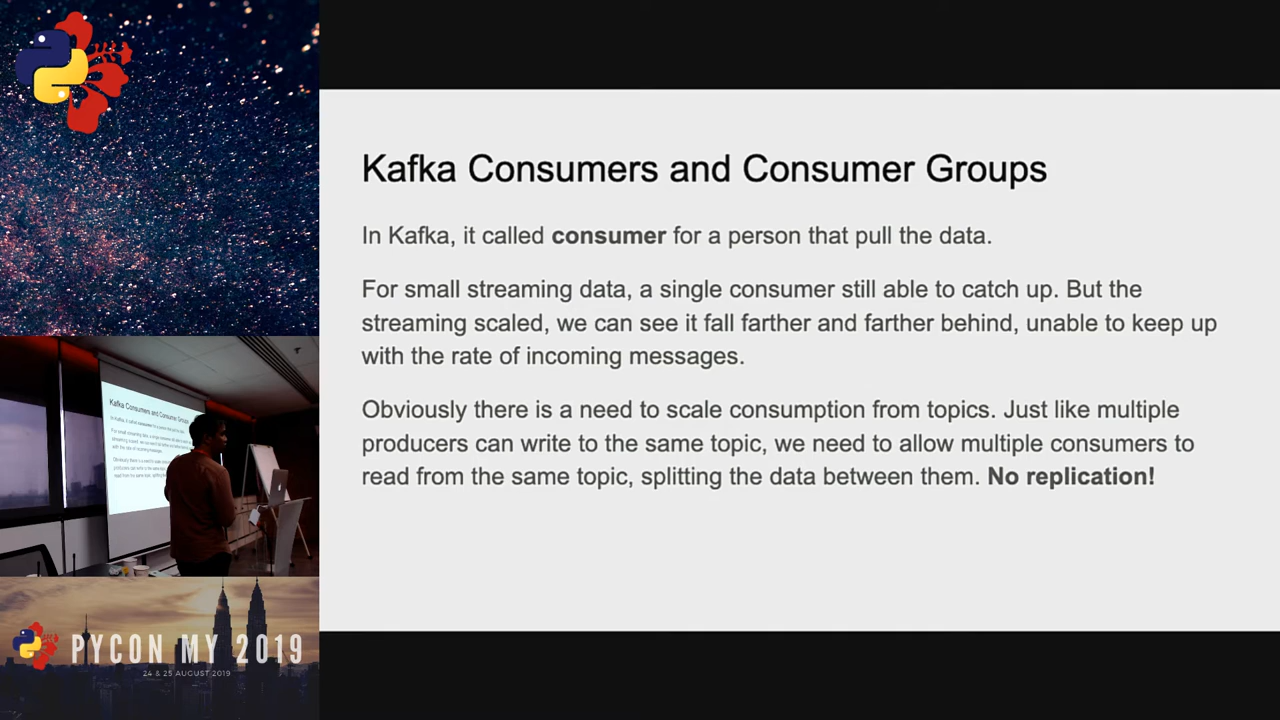 Kafka Consumers and Consumer Groups
In Kafka, it called consumer for a person that pull the data.
For small streaming data, a single consumer still able to catch up. But the
streaming scaled, we can see it fall farther and farther behind, unable to keep up
with the rate of incoming messages.
Obviously there is a need to scale consumption from topics. Just like multiple
producers can write to the same topic, we need to allow multiple consumers to
read from the same topic, splitting the data between them. No replication!
Kafka Consumers and Consumer Groups
PYCON MY 2019
24 & 25 AUGUST 2019